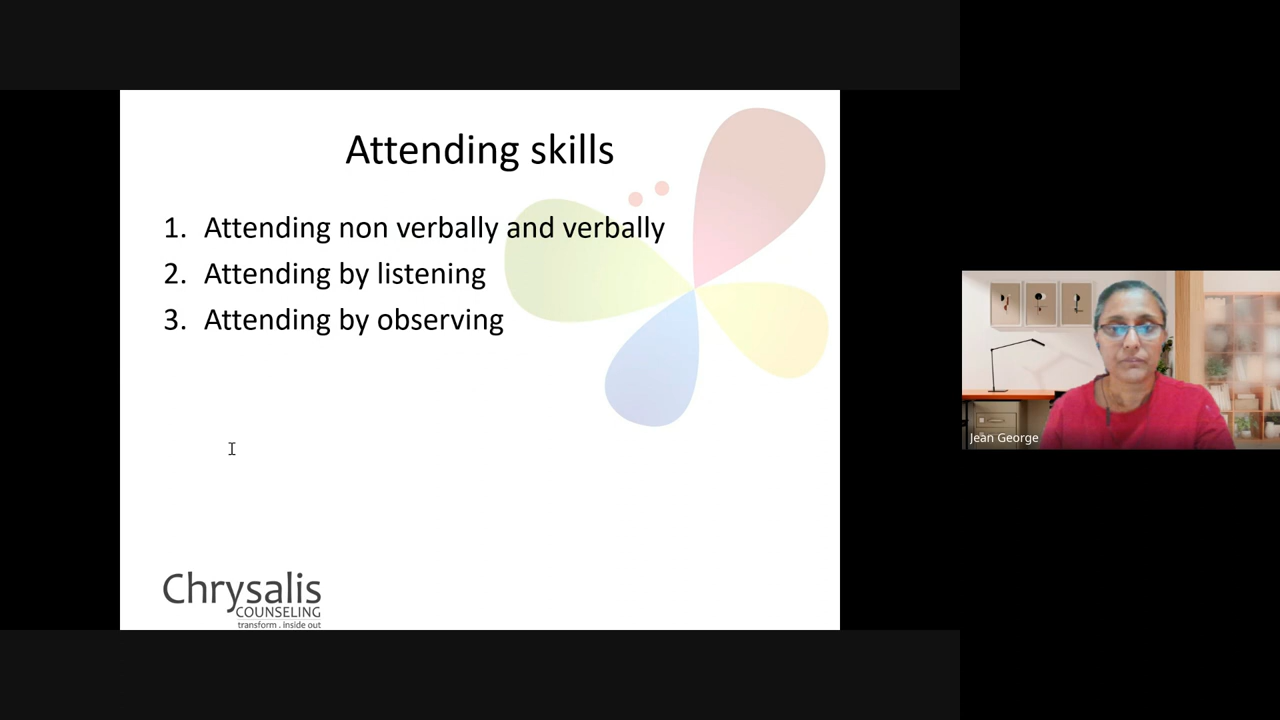 Attending skills
1. Attending non verbally and verbally
2. Attending by listening
3. Attending by observing
Chrysalis
COUNSELING
transform . inside out
Jean George